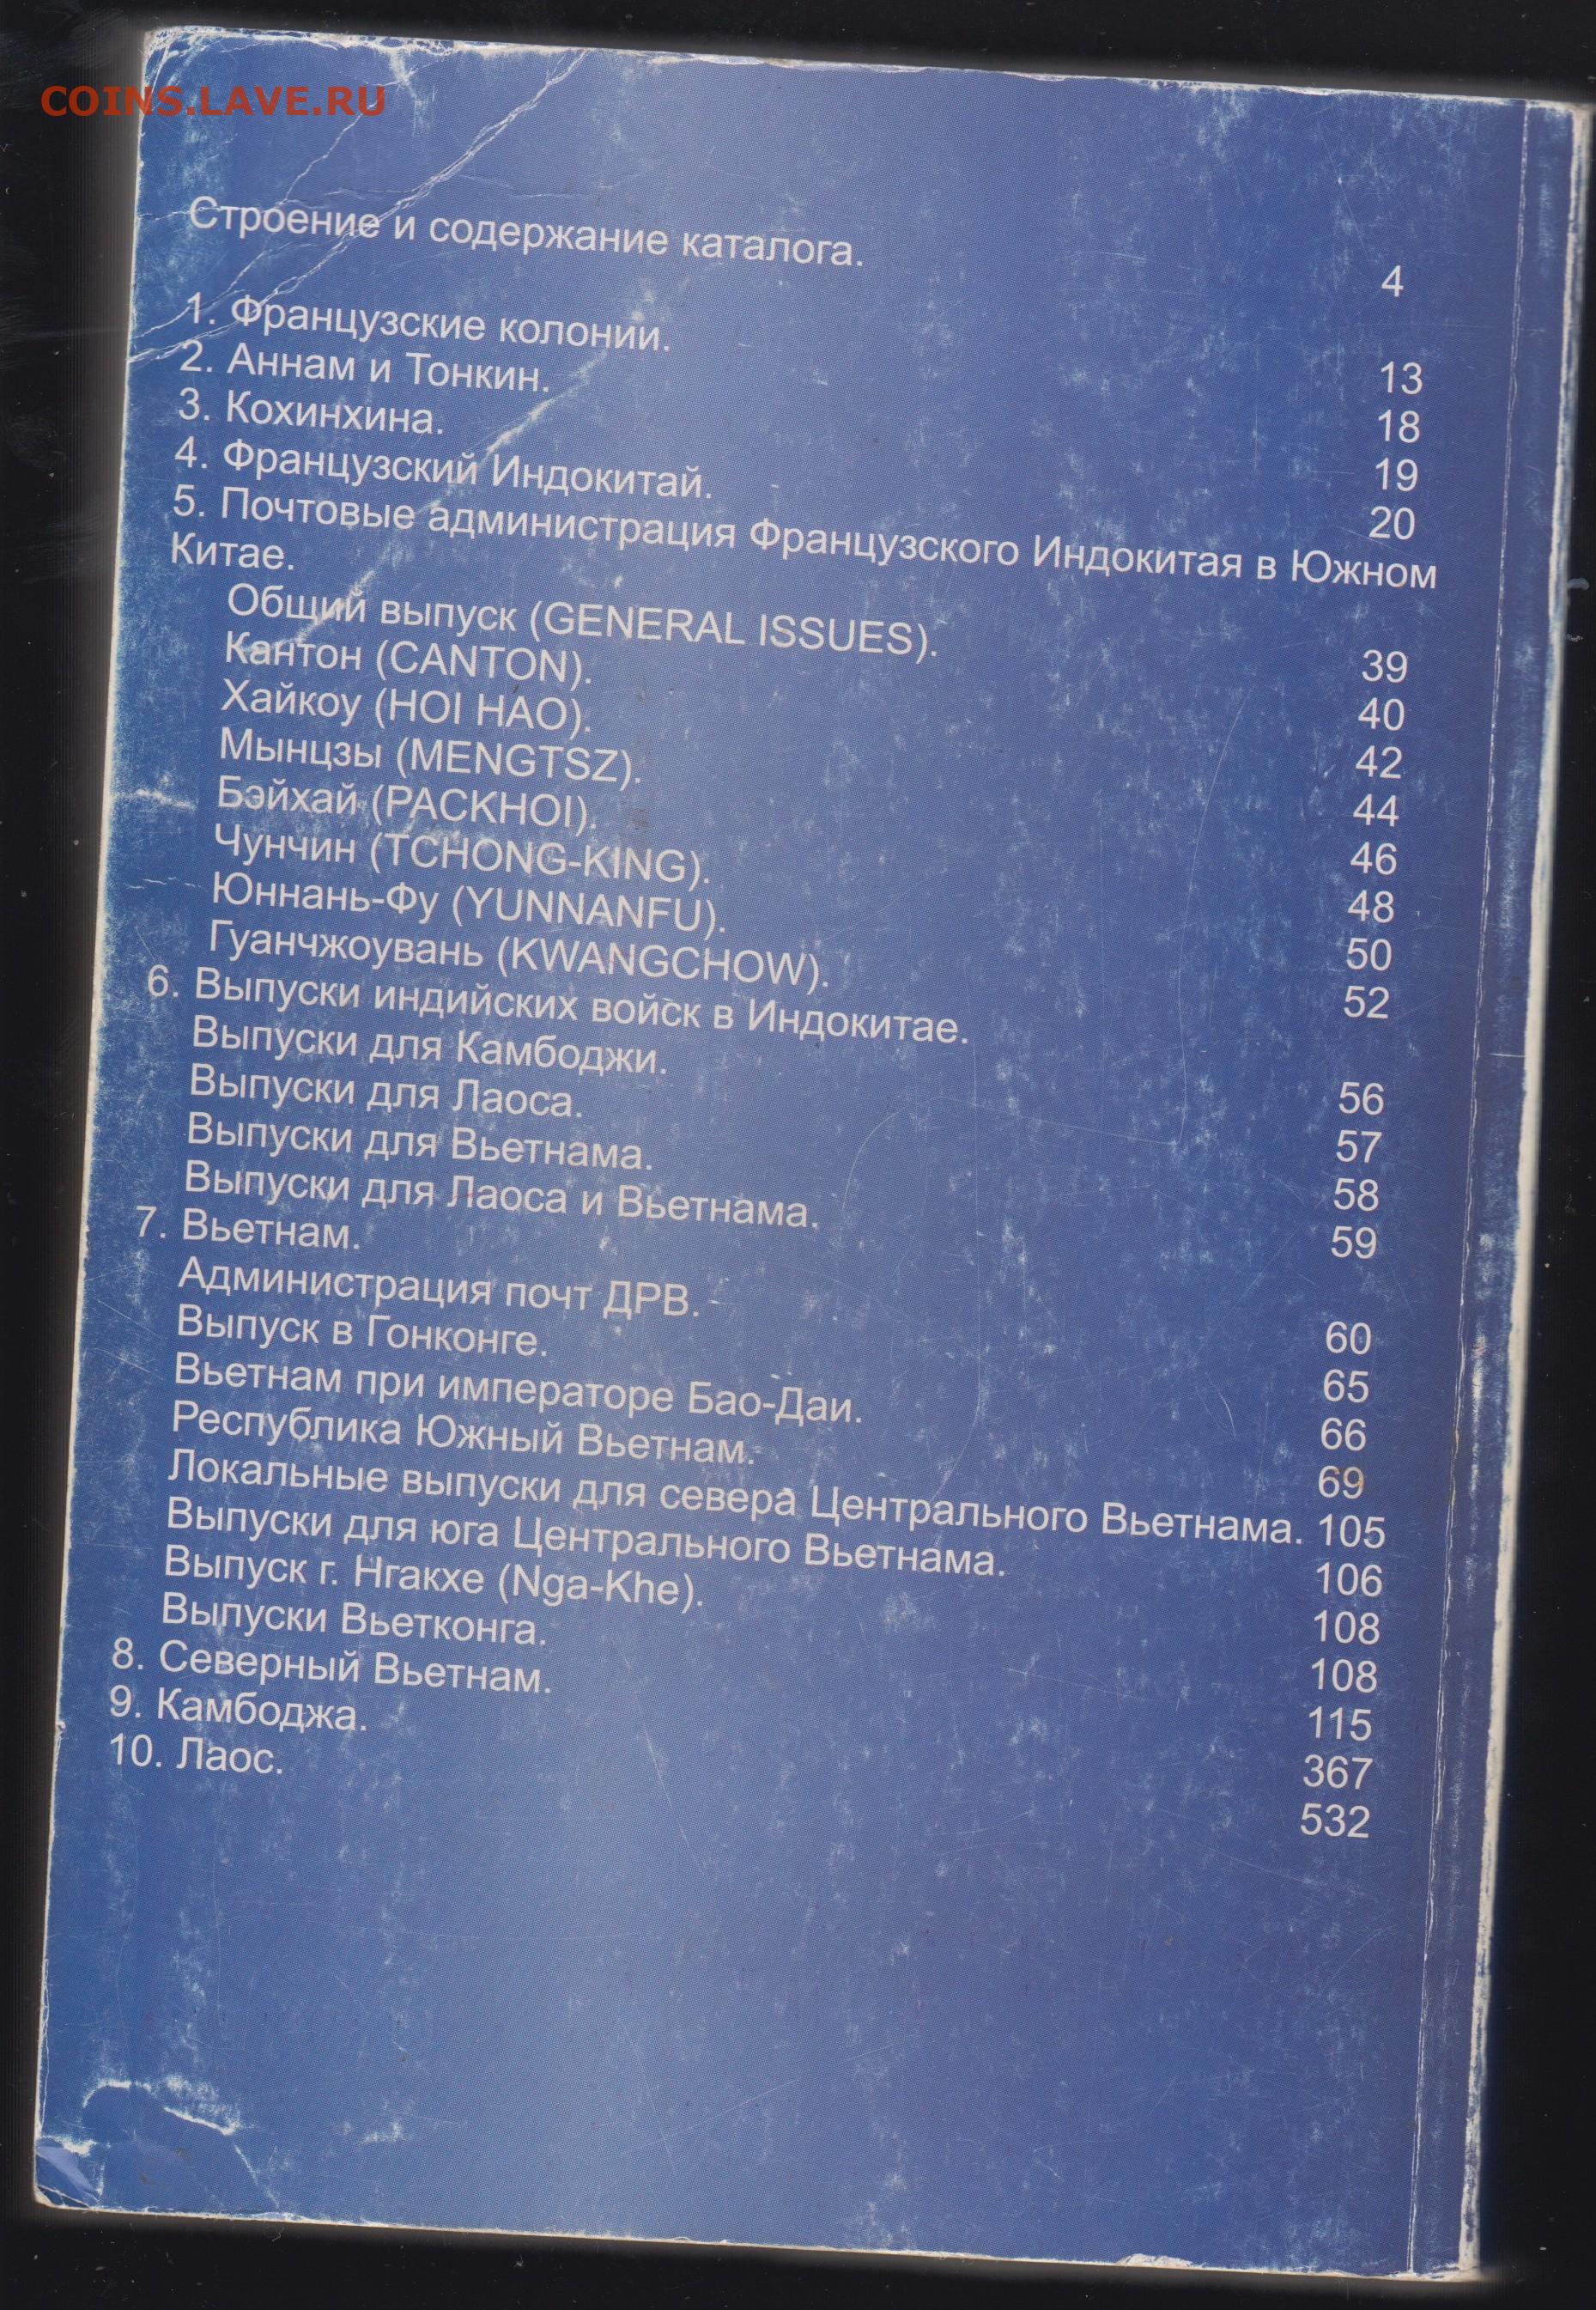 COINS.LAVE.RU
Строение и содержание каталога. 4
1. Французские колонии. 13
2. Аннам и Тонкин. 18
3. Кохинхина. 19
4. Французский Индокитай. 20
5. Почтовые администрация Французского Индокитая в Южном
Китае.
Общий выпуск (GENERAL ISSUES). 39
Кантон (CANTON). 40
Хайкоу (HOI HAO). 42
Мынцзы (MENGTSZ). 44
Бэйхай (PACKHOI). 46
Чунчин (TCHONG-KING). 48
Юннань-Фу (YUNNANFU). 50
Гуанчжоувань (KWANGCHOW). 52
6. Выпуски индийских войск в Индокитае.
Выпуски для Камбоджи. 56
Выпуски для Лаоса. 57
Выпуски для Вьетнама. 58
Выпуски для Лаоса и Вьетнама. 59
7. Вьетнам.
Администрация почт ДРВ. 60
Выпуск в Гонконге. 65
Вьетнам при императоре Бао-Даи. 66
Республика Южный Вьетнам. 69
Локальные выпуски для севера Центрального Вьетнама. 105
Выпуски для юга Центрального Вьетнама. 106
Выпуск г. Нгакхе (Nga-Khe). 108
Выпуски Вьетконга. 108
8. Северный Вьетнам. 115
9. Камбоджа. 367
10. Лаос. 532